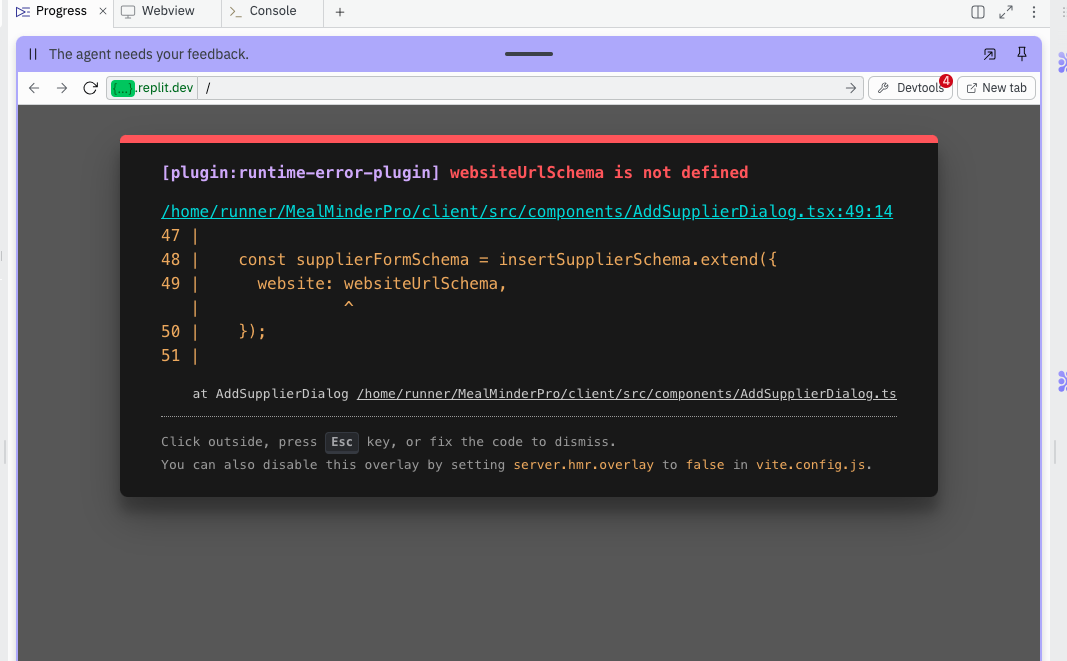 Progress × Webview >_ Console +
The agent needs your feedback.
{...}.replit.dev / Devtools 4 New tab
[plugin:runtime-error-plugin] websiteUrlSchema is not defined
/home/runner/MealMinderPro/client/src/components/AddSupplierDialog.tsx:49:14
47 |
48 |    const supplierFormSchema = insertSupplierSchema.extend({
49 |      website: websiteUrlSchema,
   |               ^
50 |    });
51 |
at AddSupplierDialog /home/runner/MealMinderPro/client/src/components/AddSupplierDialog.ts
Click outside, press Esc key, or fix the code to dismiss.
You can also disable this overlay by setting server.hmr.overlay to false in vite.config.js.